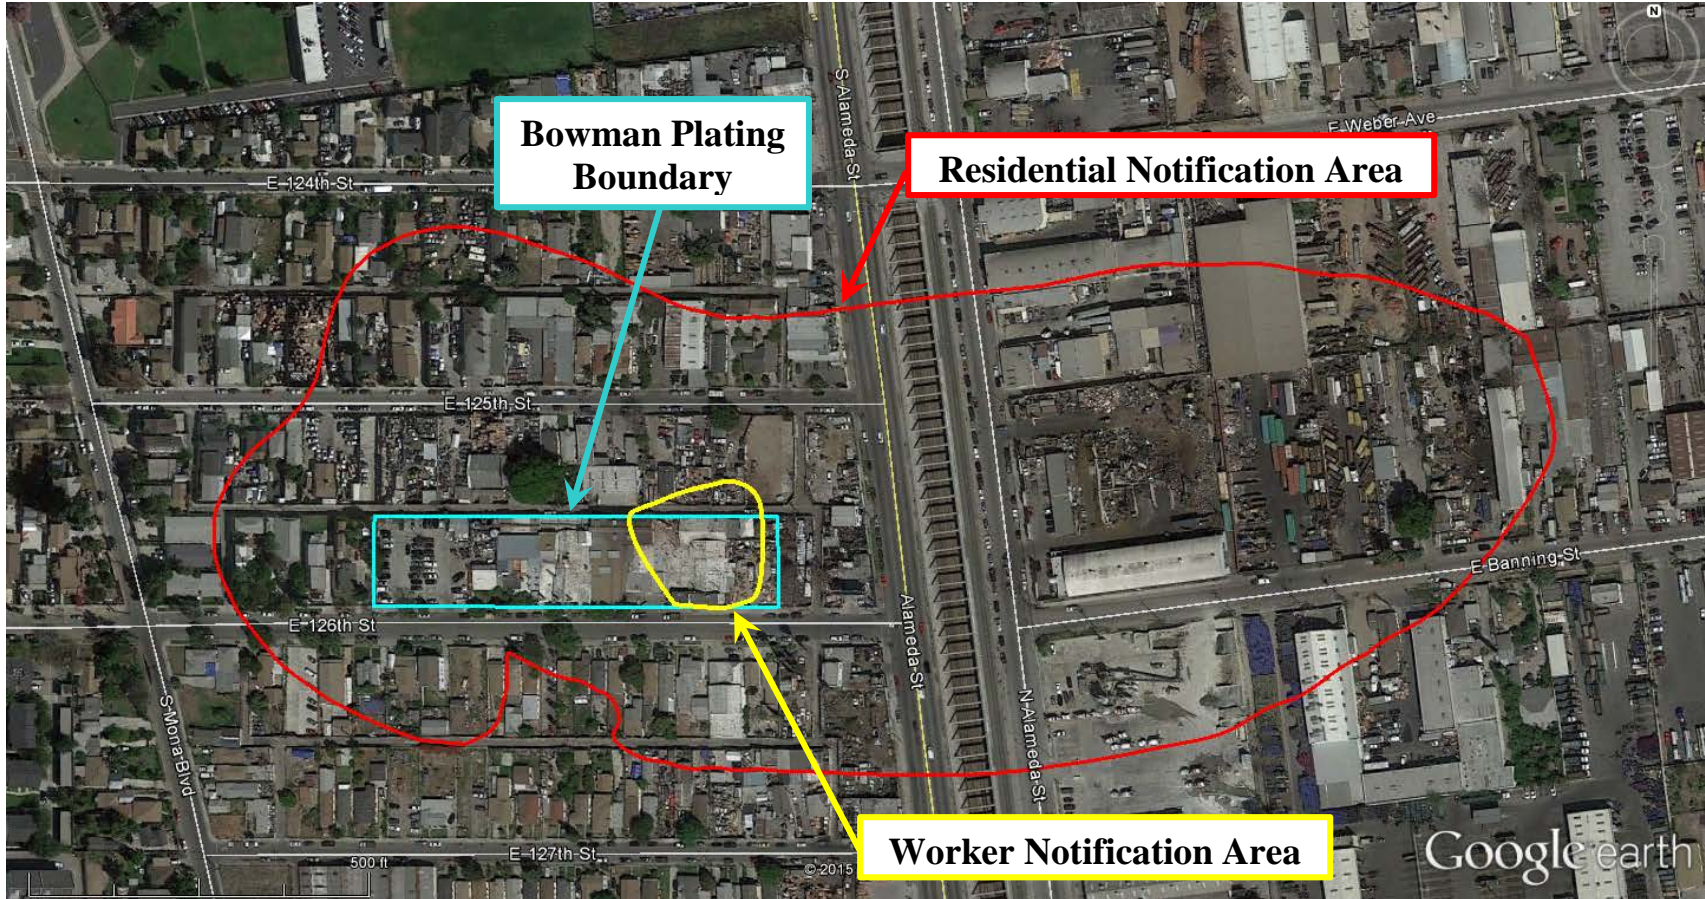 N
S Alameda St
E Weber Ave
Bowman Plating
Boundary
Residential Notification Area
E 124th St
E 125th St
E Banning St
E 126th St
Alameda St
S Mona Blvd
N Alameda St
E 127th St
500 ft
© 2015
Worker Notification Area
Google earth